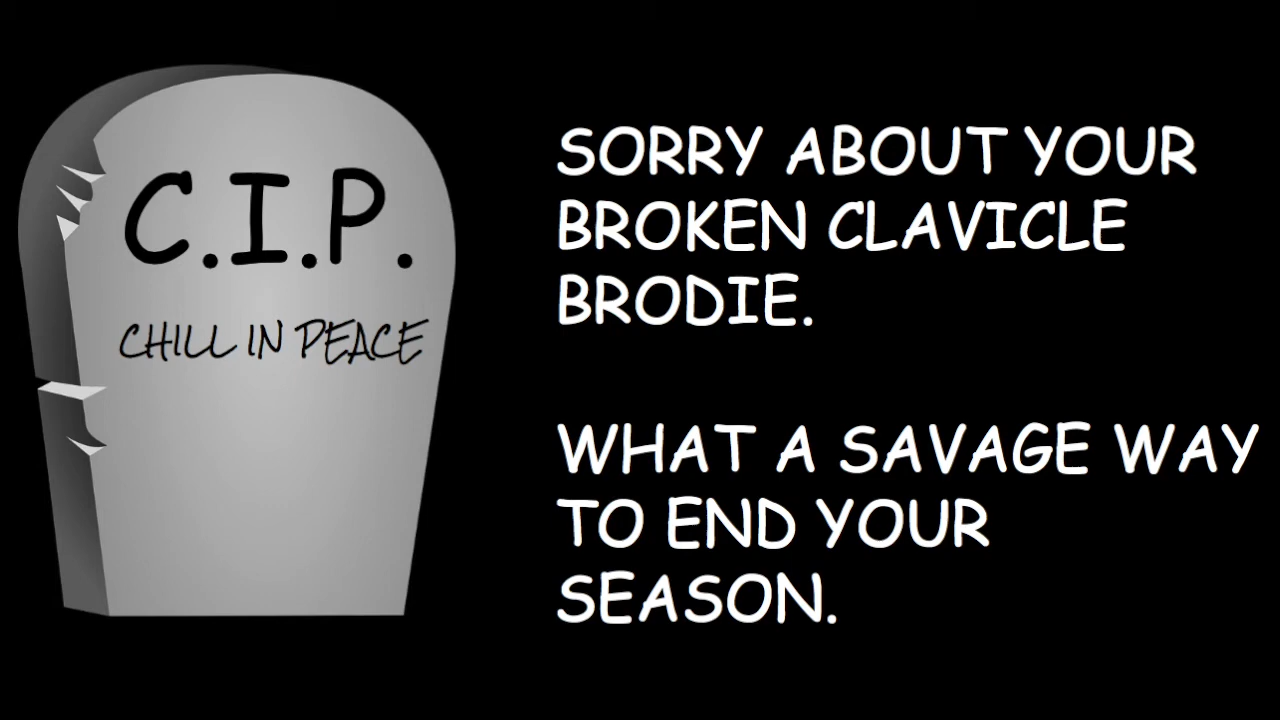 C.I.P.
CHILL IN PEACE
SORRY ABOUT YOUR
BROKEN CLAVICLE
BRODIE.
WHAT A SAVAGE WAY
TO END YOUR
SEASON.